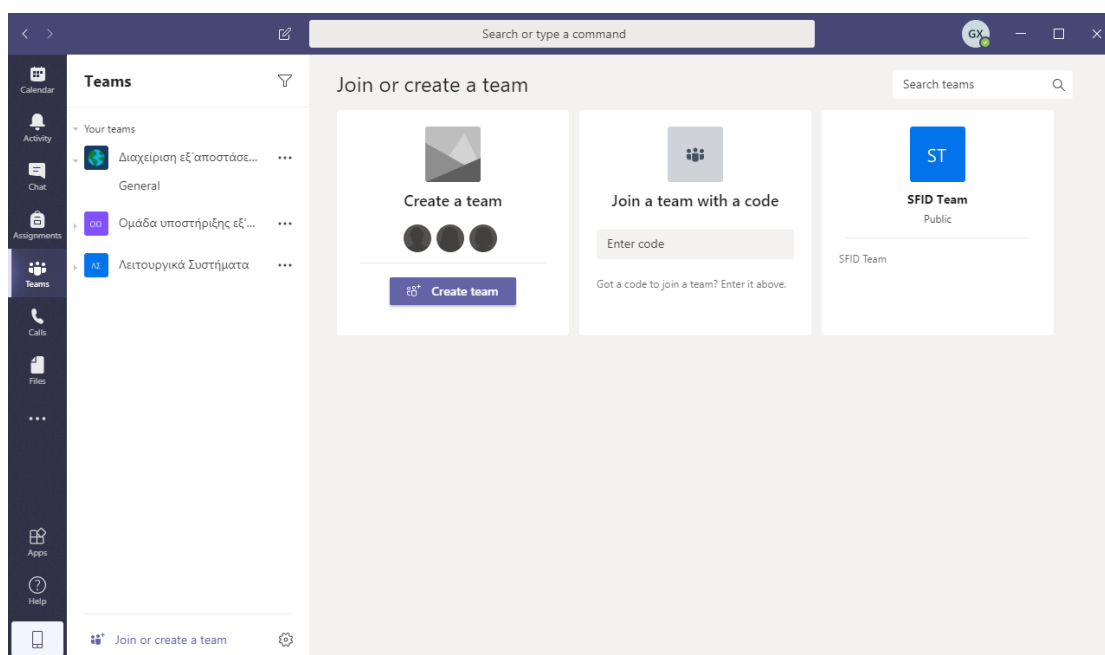 Search or type a command
GX
Calendar
Activity
Chat
Assignments
Teams
Calls
Files
Apps
Help
Teams
Your teams
Διαχείριση εξ΄αποστάσε...
General
ΟΟ
Ομάδα υποστήριξης εξ΄...
ΛΣ
Λειτουργικά Συστήματα
Join or create a team
Join or create a team
Search teams
Create a team
Create team
Join a team with a code
Enter code
Got a code to join a team? Enter it above.
ST
SFID Team
Public
SFID Team